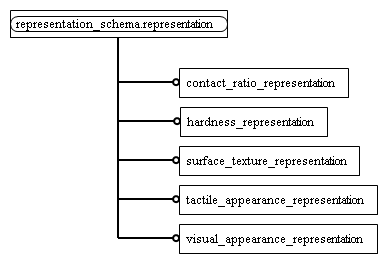 representation_schema.representation
contact_ratio_representation
hardness_representation
surface_texture_representation
tactile_appearance_representation
visual_appearance_representation